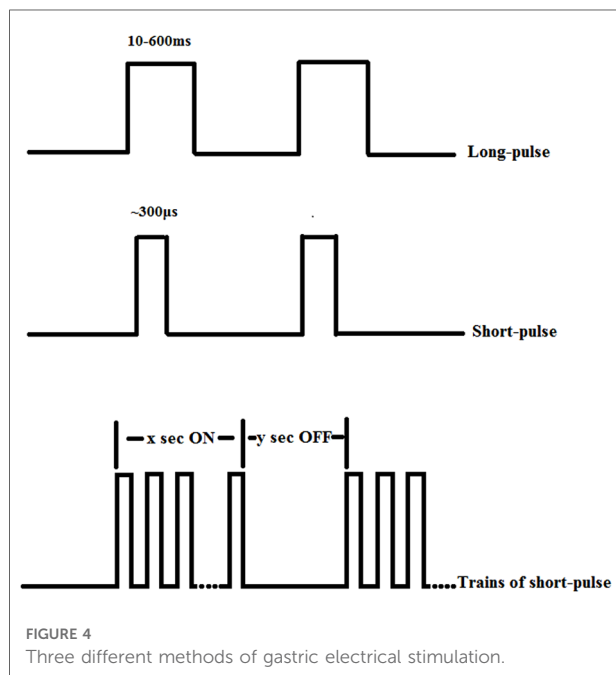 10-600ms
Long-pulse
~300μs
Short-pulse
x sec ON
y sec OFF
Trains of short-pulse
FIGURE 4
Three different methods of gastric electrical stimulation.